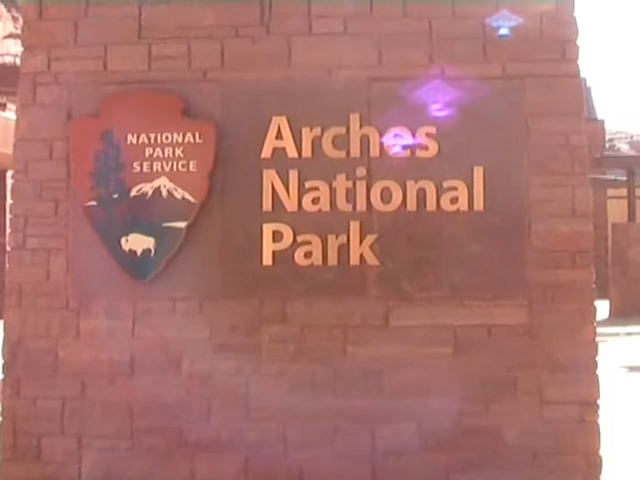 NATIONAL
PARK
SERVICE
Arches
National
Park